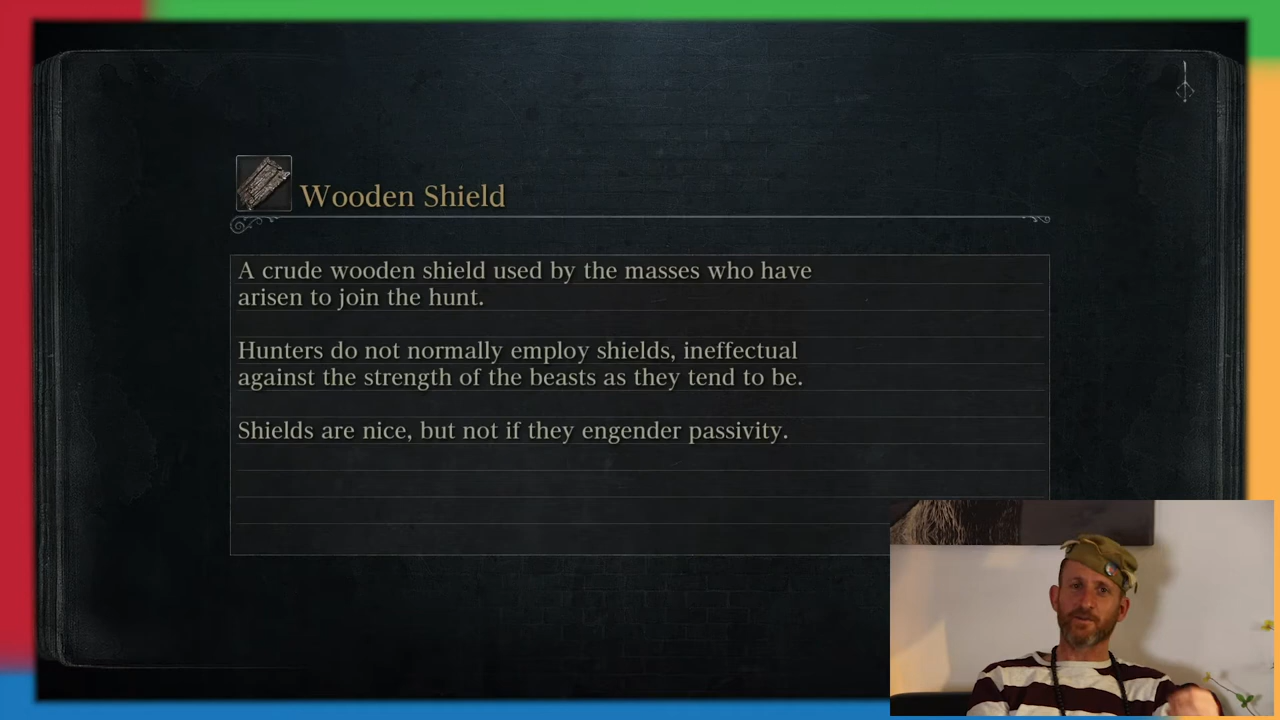 Wooden Shield
A crude wooden shield used by the masses who have
arisen to join the hunt.
Hunters do not normally employ shields, ineffectual
against the strength of the beasts as they tend to be.
Shields are nice, but not if they engender passivity.